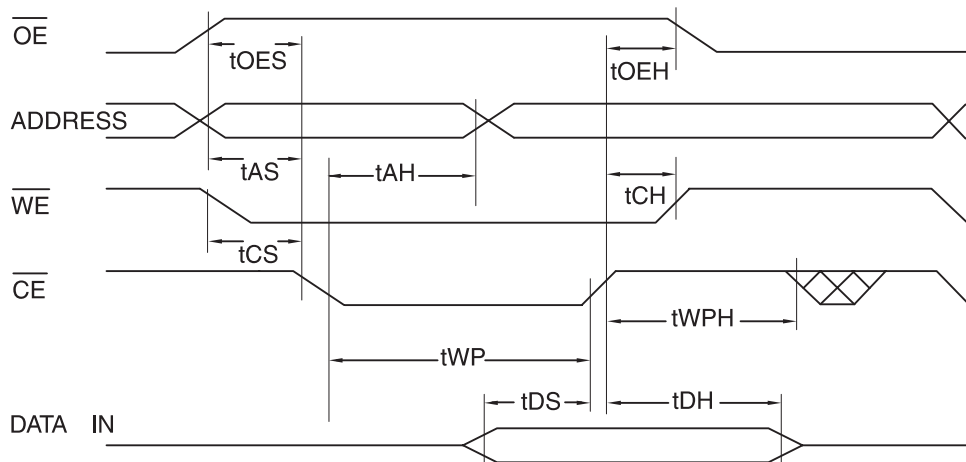 OE
tOES
tOEH
ADDRESS
tAS
tAH
WE
tCH
tCS
CE
tWPH
tWP
tDS
tDH
DATA IN